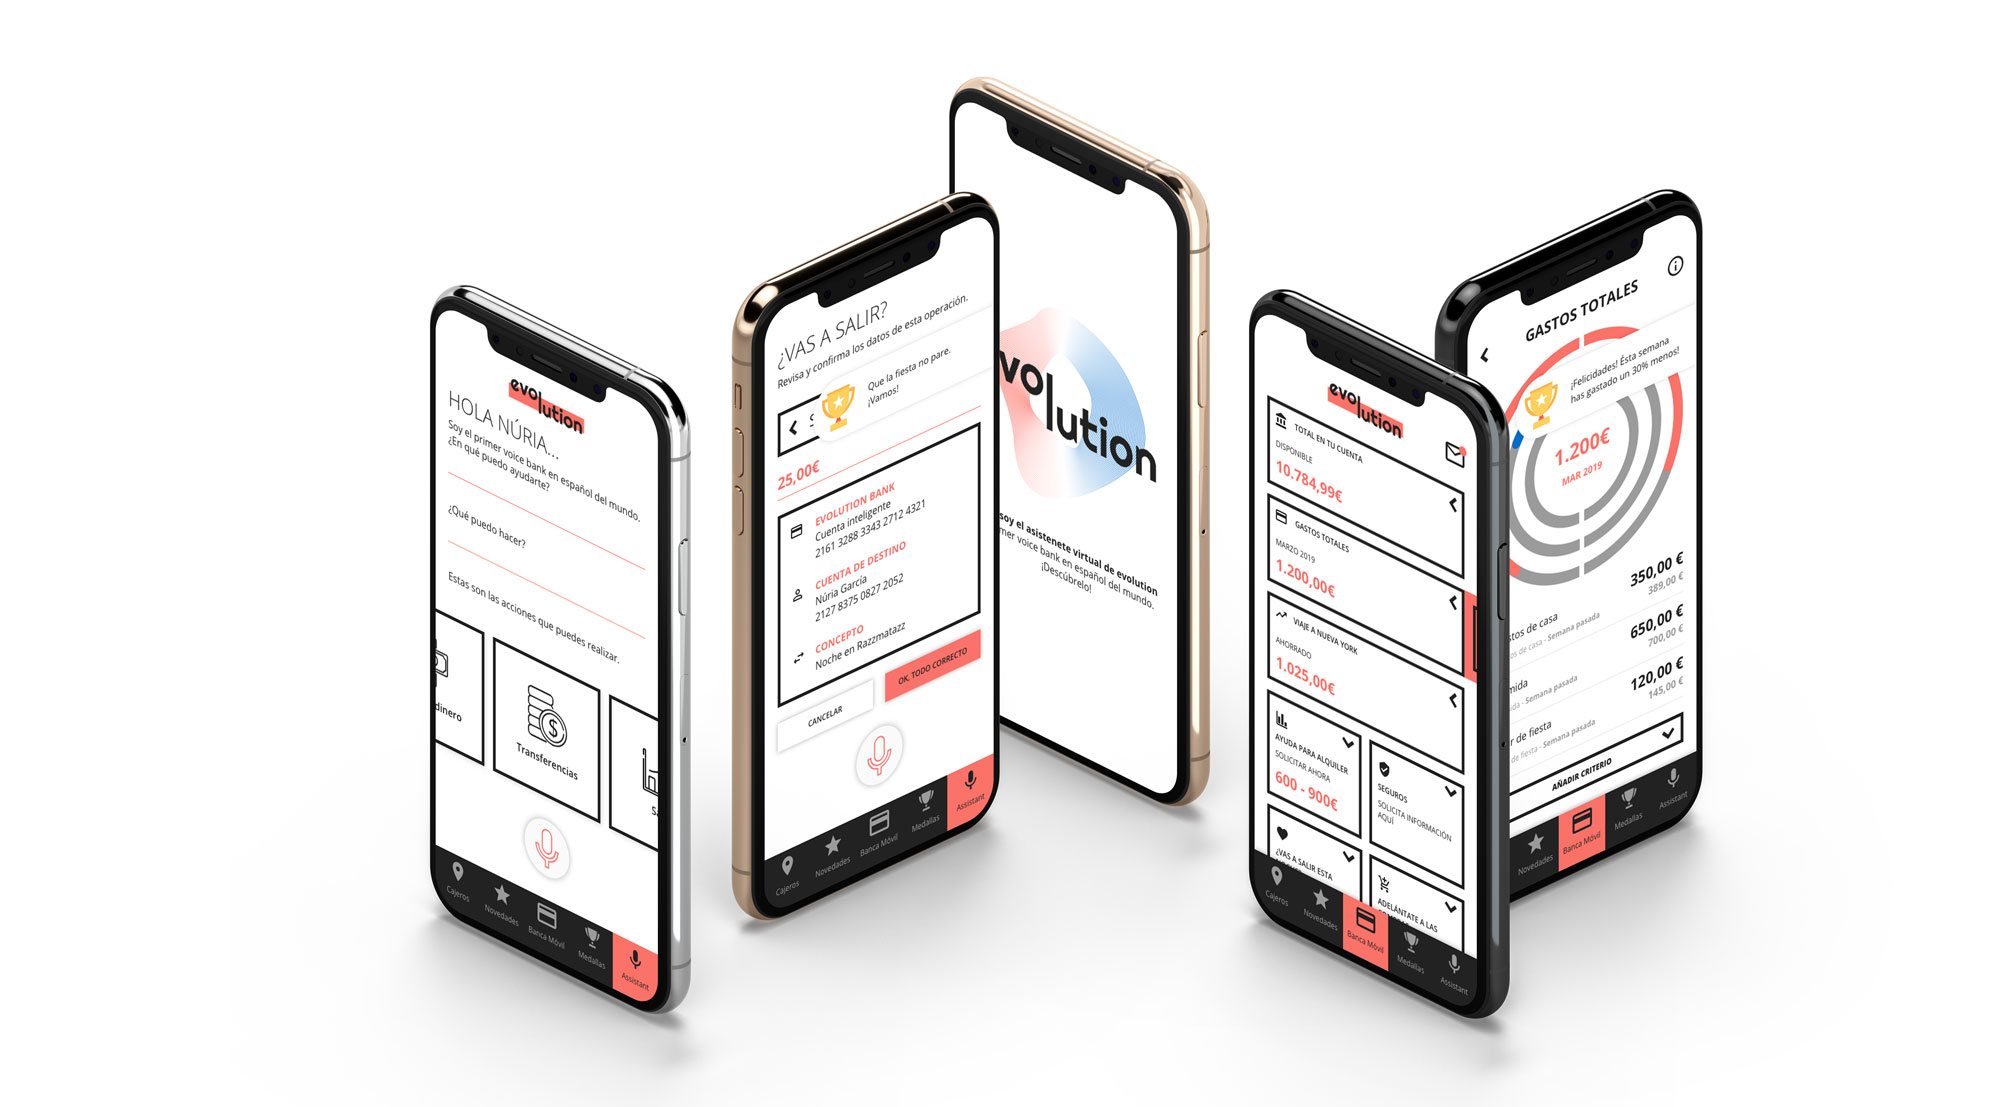 evolution
HOLA NÚRIA...
Soy el primer voice bank en español del mundo.
¿En qué puedo ayudarte?
¿Qué puedo hacer?
Estas son las acciones que puedes realizar.
dinero
Transferencias
Cajeros
Novedades
Banca Móvil
Medallas
Assistant
¿VAS A SALIR?
Revisa y confirma los datos de esta operación.
Que la fiesta no pare.
¡Vamos!
25,00€
EVOLUTION BANK
Cuenta inteligente
2161 3288 3343 2712 4321
CUENTA DE DESTINO
Núria García
2127 8375 0827 2052
CONCEPTO
Noche en Razzmatazz
CANCELAR
OK, TODO CORRECTO
Cajeros
Novedades
Banca Móvil
Medallas
Assistant
volution
soy el asistenete virtual de evolution
mer voice bank en español del mundo.
¡Descúbrelo!
evolution
TOTAL EN TU CUENTA
DISPONIBLE
10.784,99€
GASTOS TOTALES
MARZO 2019
1.200,00€
VIAJE A NUEVA YORK
AHORRADO
1.025,00€
AYUDA PARA ALQUILER
SOLICITAR AHORA
600 - 900€
SEGUROS
SOLICITA INFORMACIÓN
AQUÍ
¿VAS A SALIR ESTA
ADELÁNTATE A LAS
Cajeros
Novedades
Banca Móvil
Medallas
Assistant
GASTOS TOTALES
¡Felicidades! Ésta semana
has gastado un 30% menos!
1.200€
MAR 2019
350,00 €
389,00 €
stos de casa
os de casa - Semana pasada
650,00 €
700,00 €
mida
ida - Semana pasada
120,00 €
145,00 €
r de fiesta
de fiesta - Semana pasada
AÑADIR CRITERIO
Novedades
Banca Móvil
Medallas
Assistant